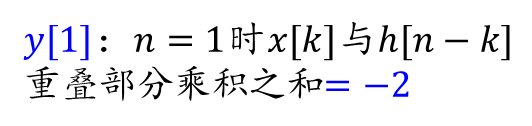 y[1]: n = 1时x[k]与h[n − k]
重叠部分乘积之和= −2